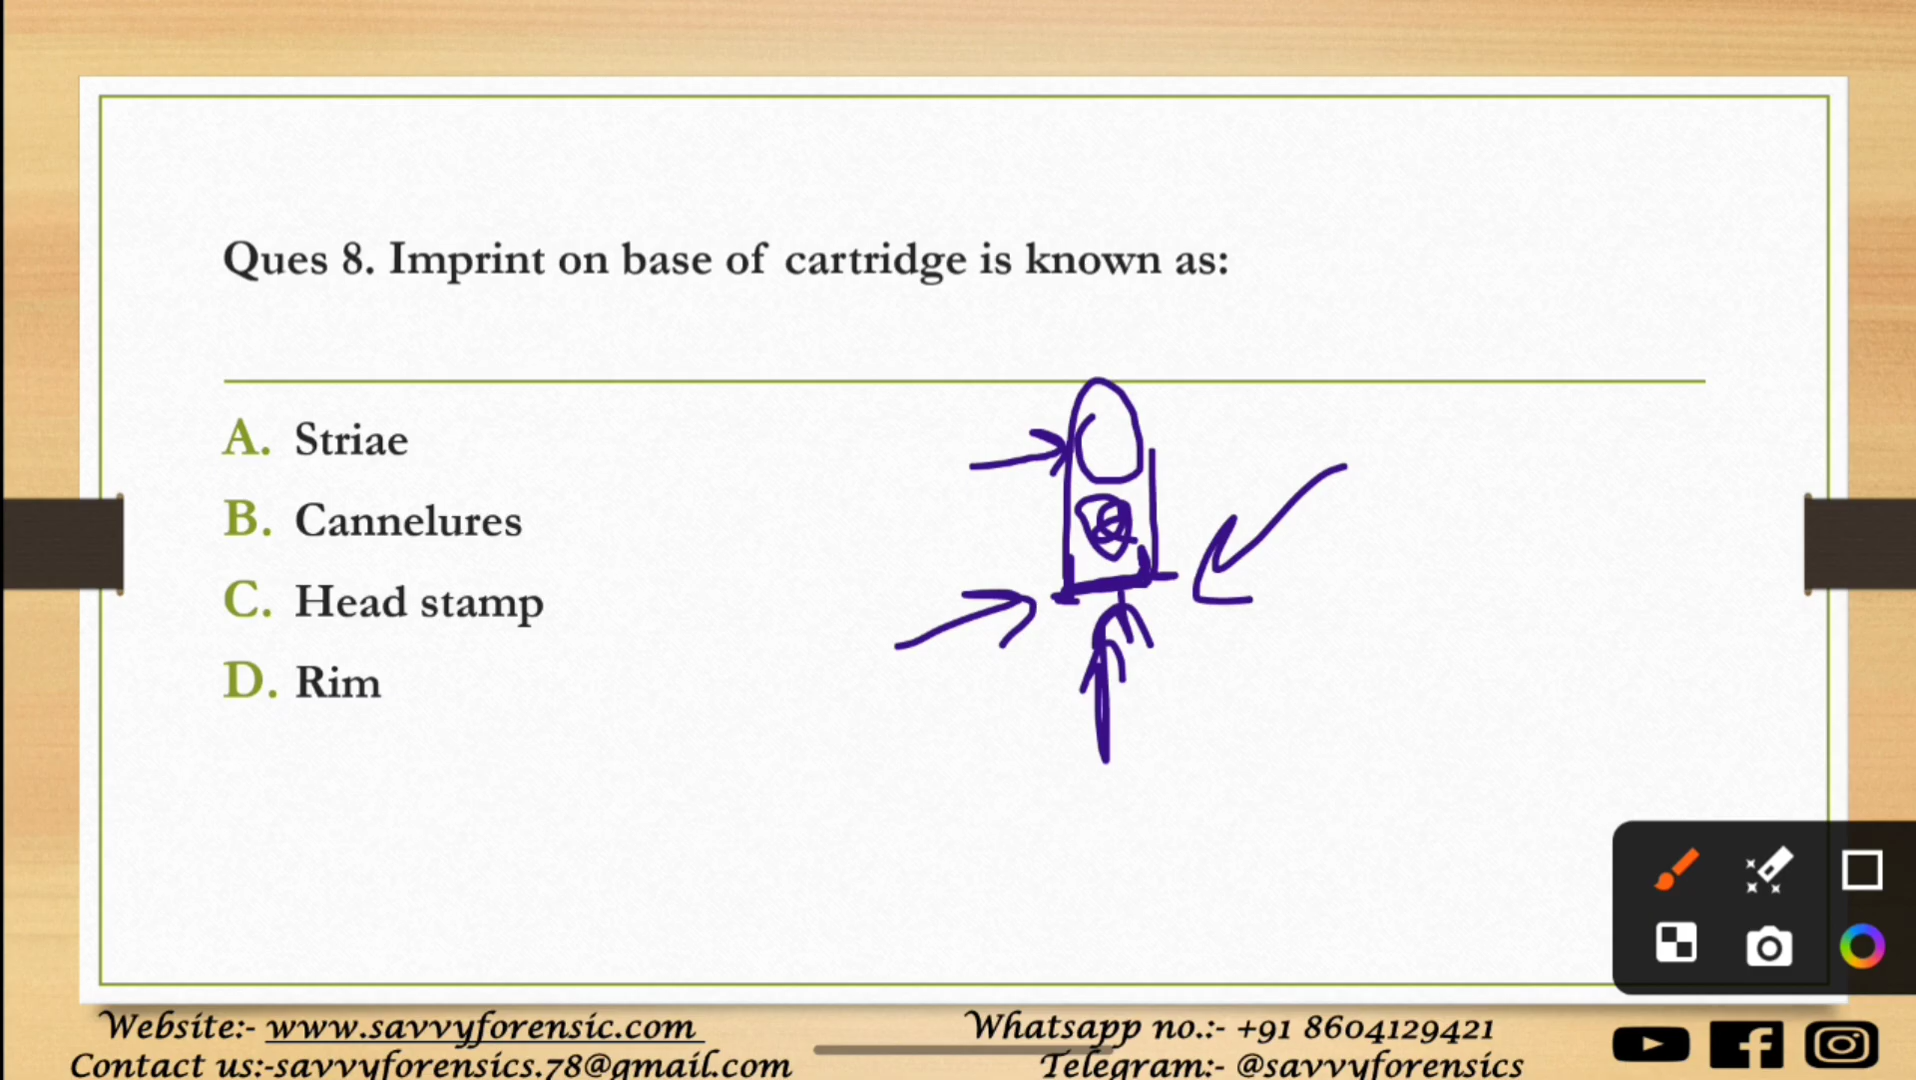 Ques 8. Imprint on base of cartridge is known as:
A. Striae
B. Cannelures
C. Head stamp
D. Rim
Website:- www.savvyforensic.com
Whatsapp no.:- +91 8604129421
Contact us:-savvyforensics.78@gmail.com
Telegram:- @savvyforensics